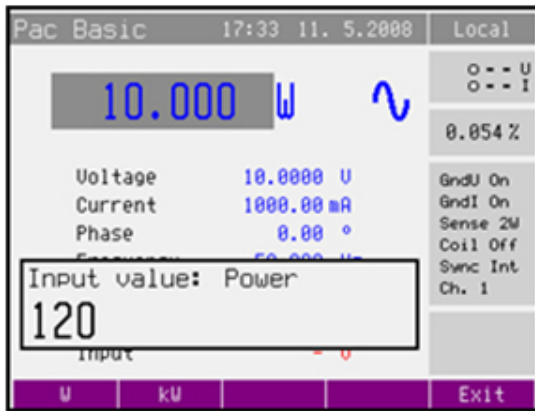 Pac Basic 17:33 11. 5.2008 Local
o-- U
o-- I
10.000 W
0.054 %
Voltage 10.0000 V
Current 1000.00 mA
Phase 0.00 °
GndU On
GndI On
Sense 2W
Coil Off
Sync Int
Ch. 1
Input value: Power
120
Input - V
W kW Exit